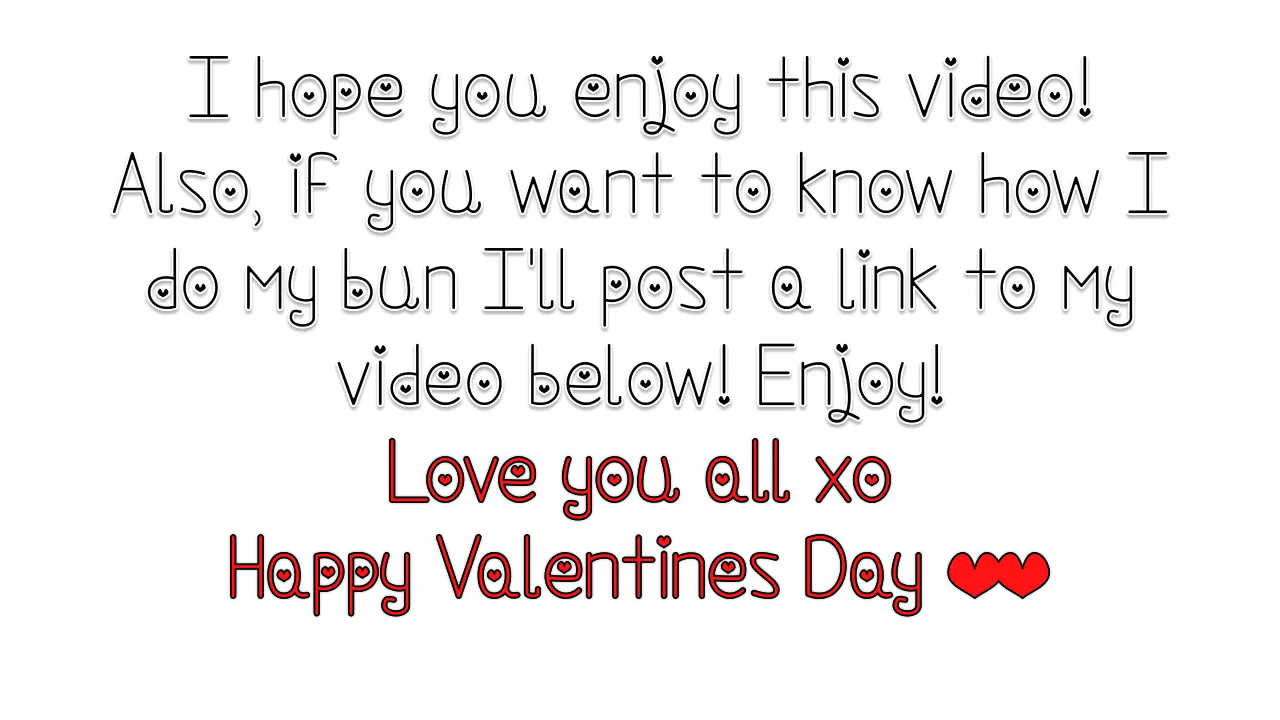 I hope you enjoy this video!
Also, if you want to know how I
do my bun I'll post a link to my
video below! Enjoy!
Love you all xo
Happy Valentines Day ♥♥